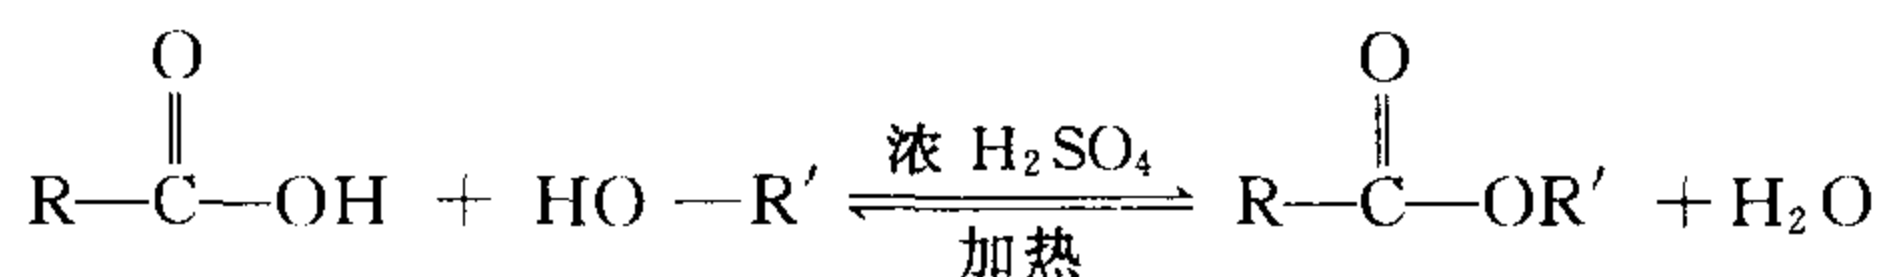 O O
浓 H₂SO₄
R—C—OH + HO—R′ ⇌ R—C—OR′ + H₂O
加热